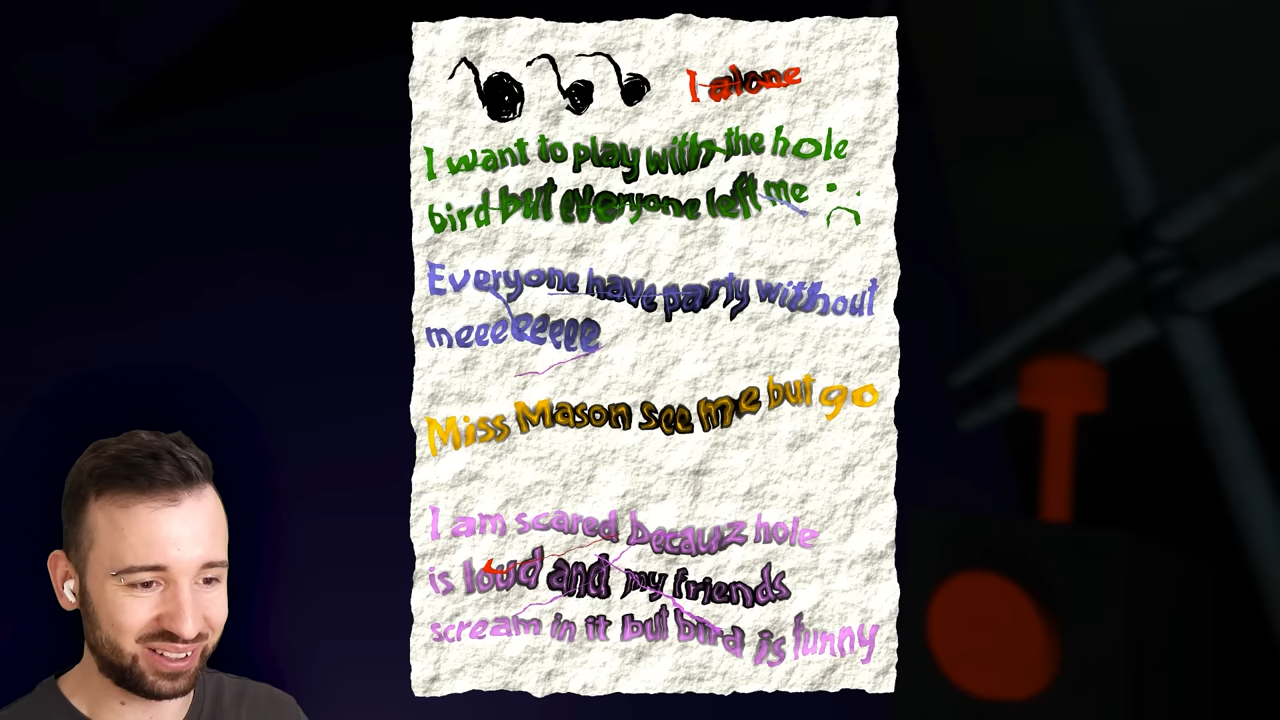 I alone
I want to play with the hole
bird but everyone left me
Everyone have party without
meeeeeeee
Miss Mason see me but go
I am scared becauz hole
is loud and my friends
scream in it but bird is funny